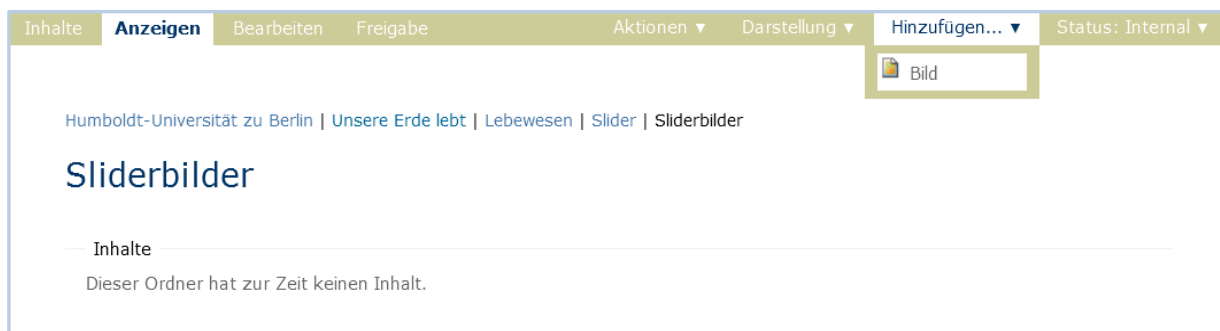 Inhalte Anzeigen Bearbeiten Freigabe Aktionen ▼ Darstellung ▼ Hinzufügen... ▼ Status: Internal ▼
Bild
Humboldt-Universität zu Berlin | Unsere Erde lebt | Lebewesen | Slider | Sliderbilder
Sliderbilder
Inhalte
Dieser Ordner hat zur Zeit keinen Inhalt.